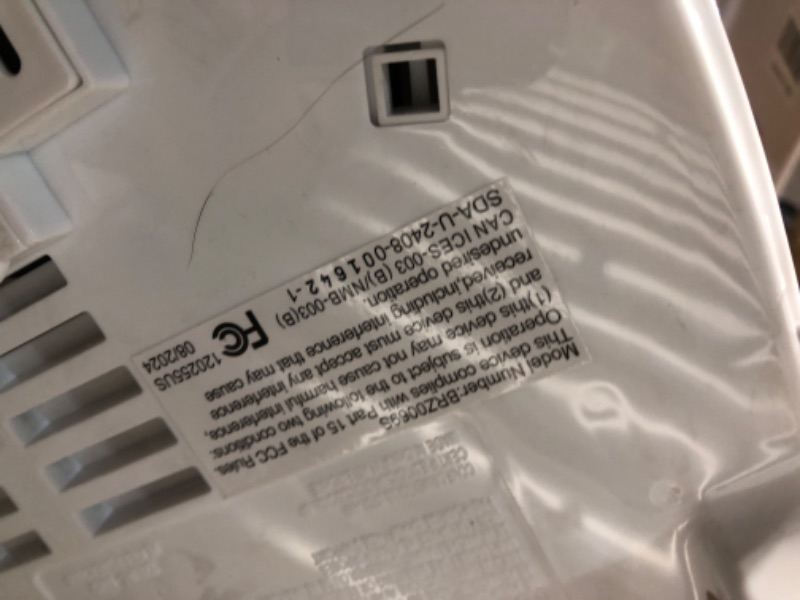 Model Number:BRZ0069S
This device complies with Part 15 of the FCC Rules.
Operation is subject to the following two conditions:
(1)this device may not cause harmful interference,
and (2)this device must accept any interference
received,including interference that may cause
undesired operation.
CAN ICES-003 (B)/NMB-003(B)
SDA-U-2408-001642-1
FC
120255US
08/2024